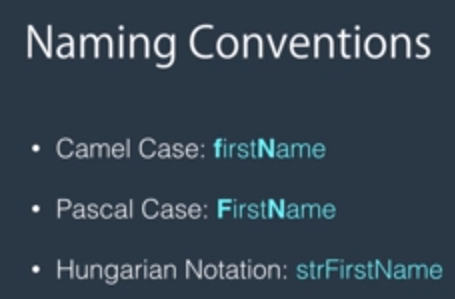 Naming Conventions
• Camel Case: firstName
• Pascal Case: FirstName
• Hungarian Notation: strFirstName